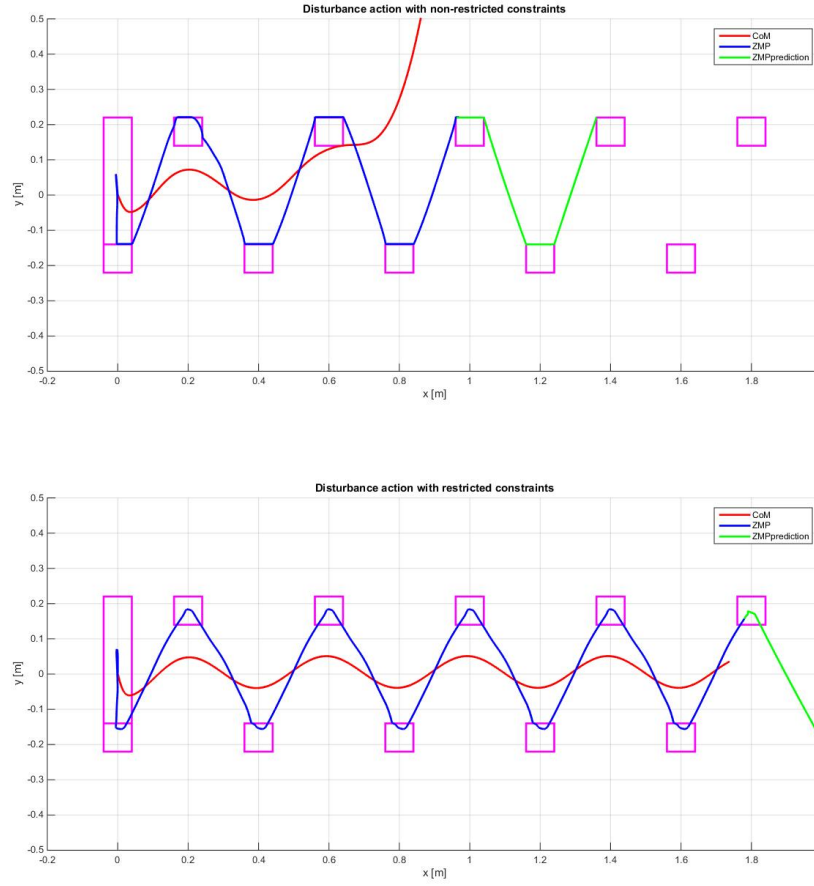 Disturbance action with non-restricted constraints
0.5
0.4
0.3
0.2
0.1
0
-0.1
-0.2
-0.3
-0.4
-0.5
y [m]
CoM
ZMP
ZMPprediction
-0.2 0 0.2 0.4 0.6 0.8 1 1.2 1.4 1.6 1.8
x [m]
Disturbance action with restricted constraints
0.5
0.4
0.3
0.2
0.1
0
-0.1
-0.2
-0.3
-0.4
-0.5
y [m]
CoM
ZMP
ZMPprediction
-0.2 0 0.2 0.4 0.6 0.8 1 1.2 1.4 1.6 1.8
x [m]